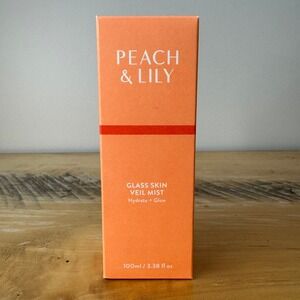 PEACH
& LILY
GLASS SKIN
VEIL MIST
Hydrate + Glow
100ml / 3.38 fl oz